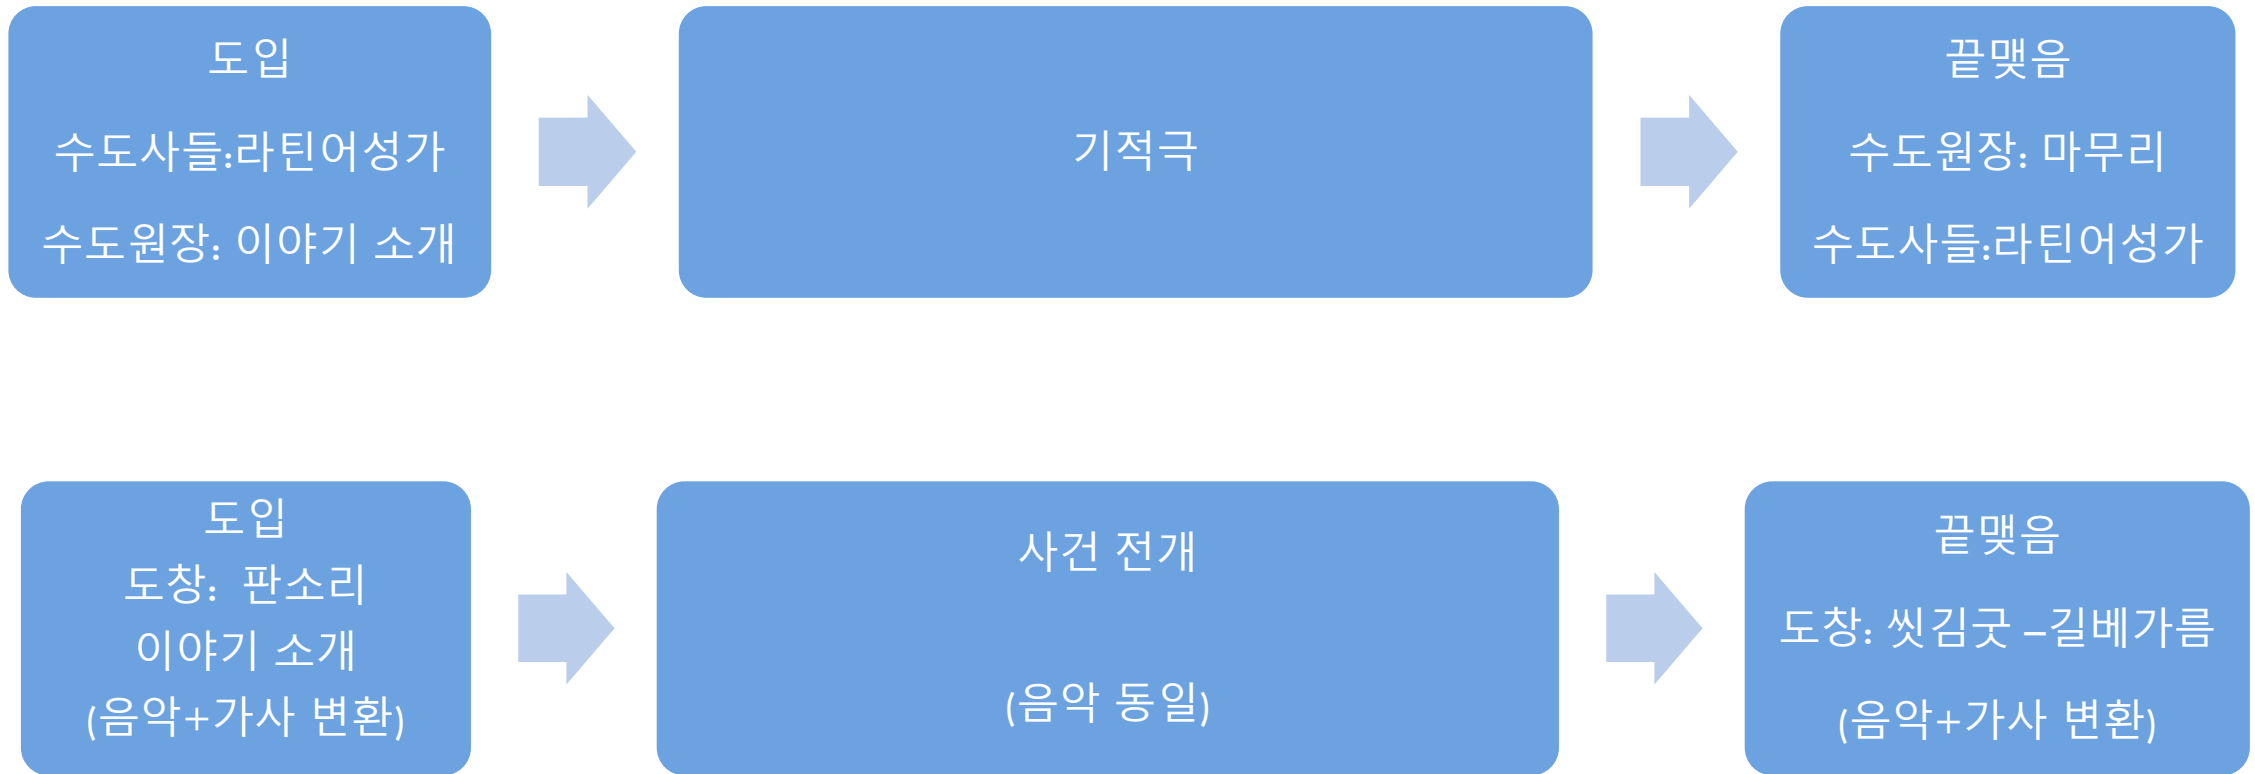 도입
수도사들:라틴어성가
수도원장: 이야기 소개
기적극
끝맺음
수도원장: 마무리
수도사들:라틴어성가
도입
도창: 판소리
이야기 소개
(음악+가사 변환)
사건 전개
(음악 동일)
끝맺음
도창: 씻김굿 –길베가름
(음악+가사 변환)